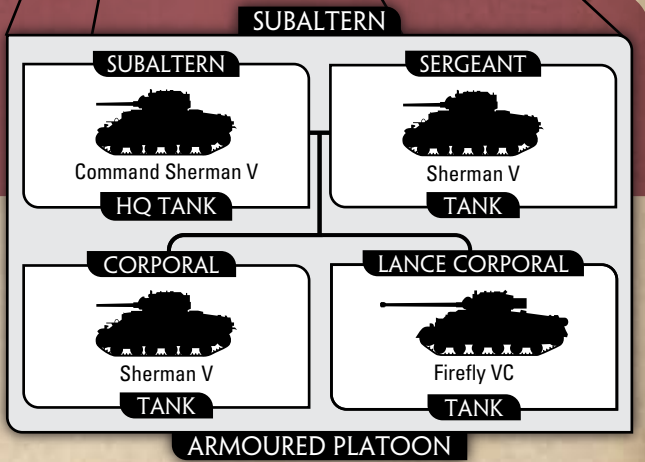 SUBALTERN
SUBALTERN
Command Sherman V
HQ TANK
SERGEANT
Sherman V
TANK
CORPORAL
Sherman V
TANK
LANCE CORPORAL
Firefly VC
TANK
ARMOURED PLATOON